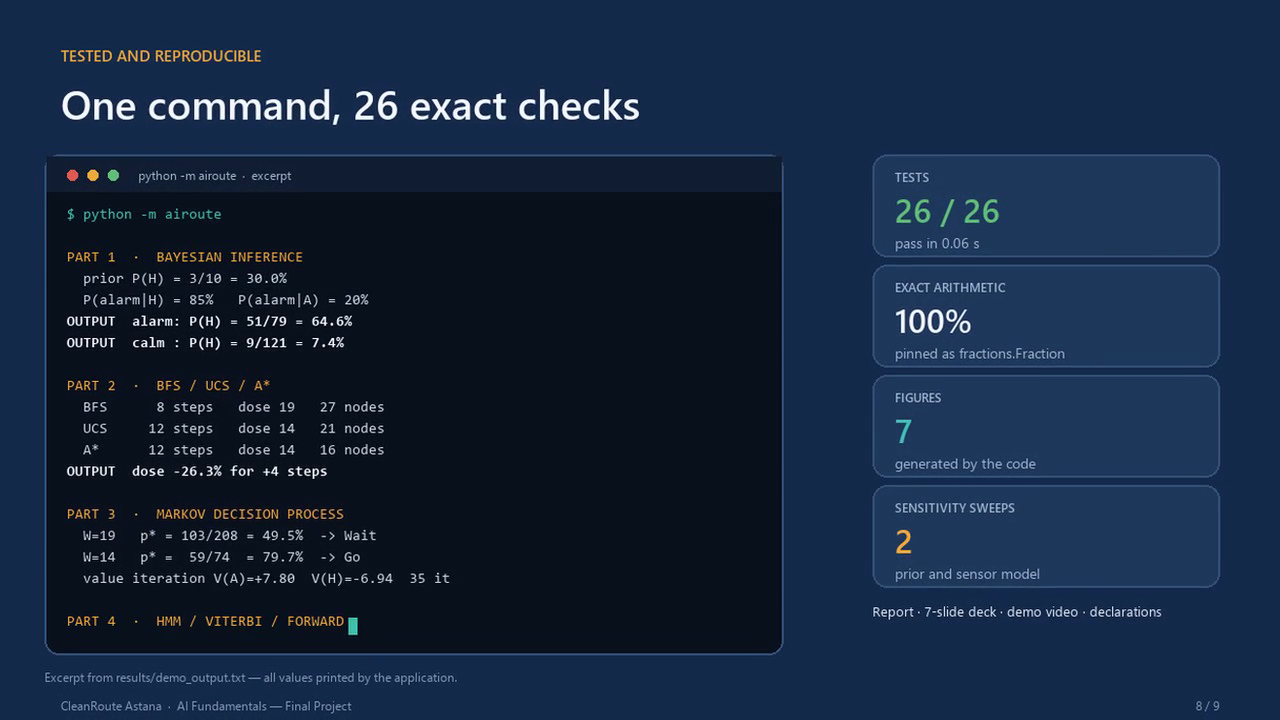 TESTED AND REPRODUCIBLE
One command, 26 exact checks
python -m airoute · excerpt
$ python -m airoute
PART 1 · BAYESIAN INFERENCE
prior P(H) = 3/10 = 30.0%
P(alarm|H) = 85% P(alarm|A) = 20%
OUTPUT alarm: P(H) = 51/79 = 64.6%
OUTPUT calm : P(H) = 9/121 = 7.4%
PART 2 · BFS / UCS / A*
BFS 8 steps dose 19 27 nodes
UCS 12 steps dose 14 21 nodes
A* 12 steps dose 14 16 nodes
OUTPUT dose -26.3% for +4 steps
PART 3 · MARKOV DECISION PROCESS
W=19 p* = 103/208 = 49.5% -> Wait
W=14 p* = 59/74 = 79.7% -> Go
value iteration V(A)=+7.80 V(H)=-6.94 35 it
PART 4 · HMM / VITERBI / FORWARD
TESTS
26 / 26
pass in 0.06 s
EXACT ARITHMETIC
100%
pinned as fractions.Fraction
FIGURES
7
generated by the code
SENSITIVITY SWEEPS
2
prior and sensor model
Report · 7-slide deck · demo video · declarations
Excerpt from results/demo_output.txt — all values printed by the application.
CleanRoute Astana · AI Fundamentals — Final Project
8 / 9